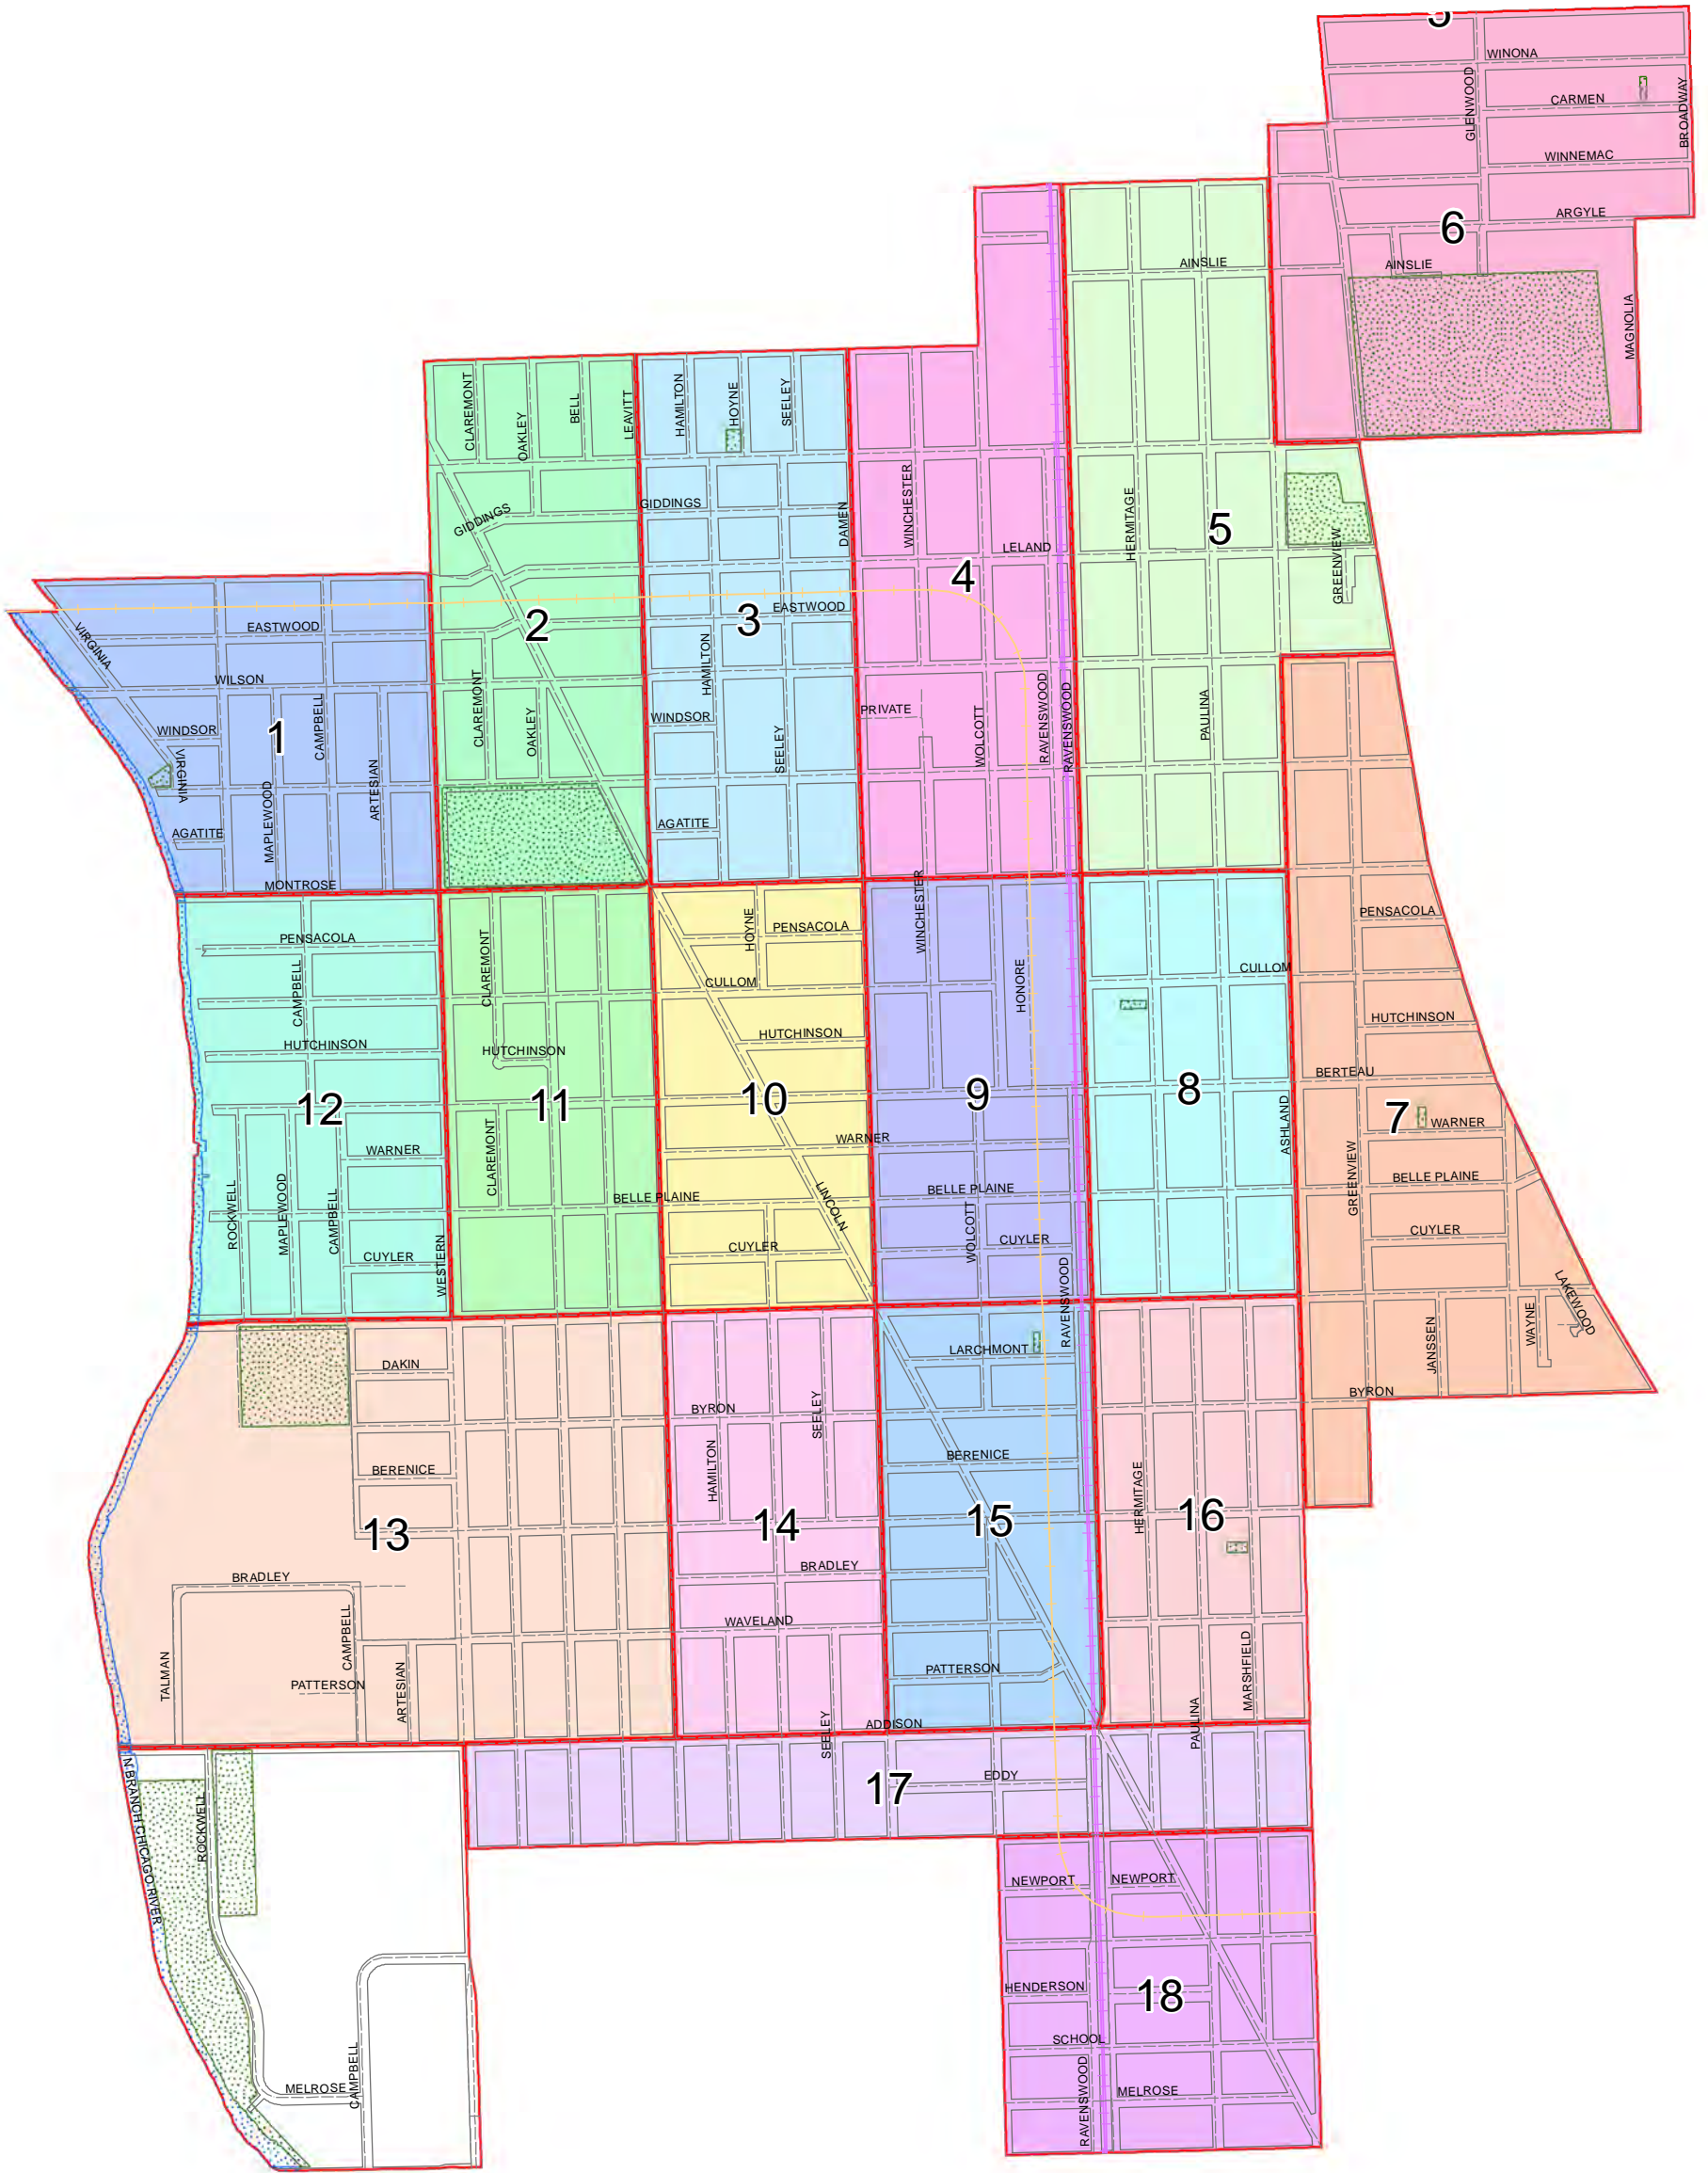 5
WINONA
GLENWOOD
CARMEN
BROADWAY
WINNEMAC
ARGYLE
6
AINSLIE
MAGNOLIA
AINSLIE
CLAREMONT
OAKLEY
BELL
LEAVITT
HAMILTON
HOYNE
SEELEY
GIDDINGS
GIDDINGS
DAMEN
WINCHESTER
LELAND
HERMITAGE
5
GREENVIEW
4
VIRGINIA
EASTWOOD
2
3
EASTWOOD
WILSON
HAMILTON
CLAREMONT
OAKLEY
WINDSOR
1
CAMPBELL
WINDSOR
SEELEY
PRIVATE
WOLCOTT
RAVENSWOOD
RAVENSWOOD
PAULINA
VIRGINIA
ARTESIAN
MAPLEWOOD
AGATITE
AGATITE
MONTROSE
WINCHESTER
PENSACOLA
CAMPBELL
CLAREMONT
HOYNE
PENSACOLA
CULLOM
HONORE
CULLOM
PENSACOLA
HUTCHINSON
HUTCHINSON
HUTCHINSON
HUTCHINSON
BERTEAU
12
11
10
9
8
7
ASHLAND
WARNER
WARNER
WARNER
ROCKWELL
MAPLEWOOD
CAMPBELL
CLAREMONT
BELLE PLAINE
LINCOLN
BELLE PLAINE
GREENVIEW
BELLE PLAINE
CUYLER
WESTERN
CUYLER
WOLCOTT
CUYLER
CUYLER
RAVENSWOOD
LAKEWOOD
WAYNE
JANSSEN
DAKIN
LARCHMONT
BYRON
SEELEY
BYRON
HAMILTON
BERENICE
BERENICE
HERMITAGE
13
14
15
16
BRADLEY
BRADLEY
CAMPBELL
WAVELAND
TALMAN
PATTERSON
ARTESIAN
PATTERSON
MARSHFIELD
SEELEY
ADDISON
PAULINA
17
EDDY
N BRANCH CHICAGO RIVER
ROCKWELL
NEWPORT
NEWPORT
HENDERSON
18
SCHOOL
MELROSE
CAMPBELL
RAVENSWOOD
MELROSE